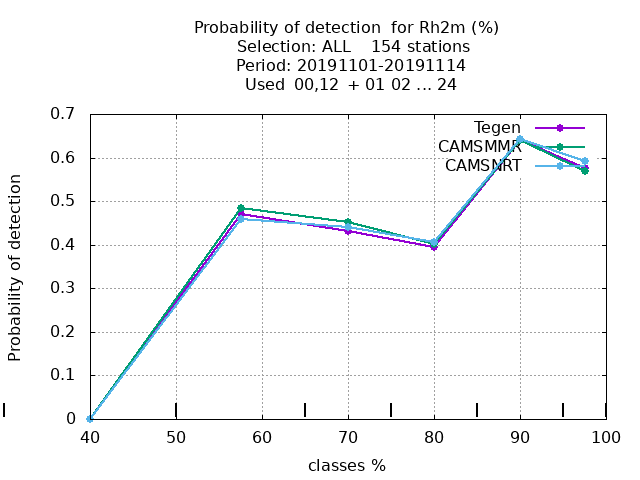 Probability of detection for Rh2m (%)
Selection: ALL 154 stations
Period: 20191101-20191114
Used 00,12 + 01 02 ... 24
Probability of detection
0.7
0.6
0.5
0.4
0.3
0.2
0.1
0
Tegen
CAMSMMR
CAMSNRT
40 50 60 70 80 90 100
classes %